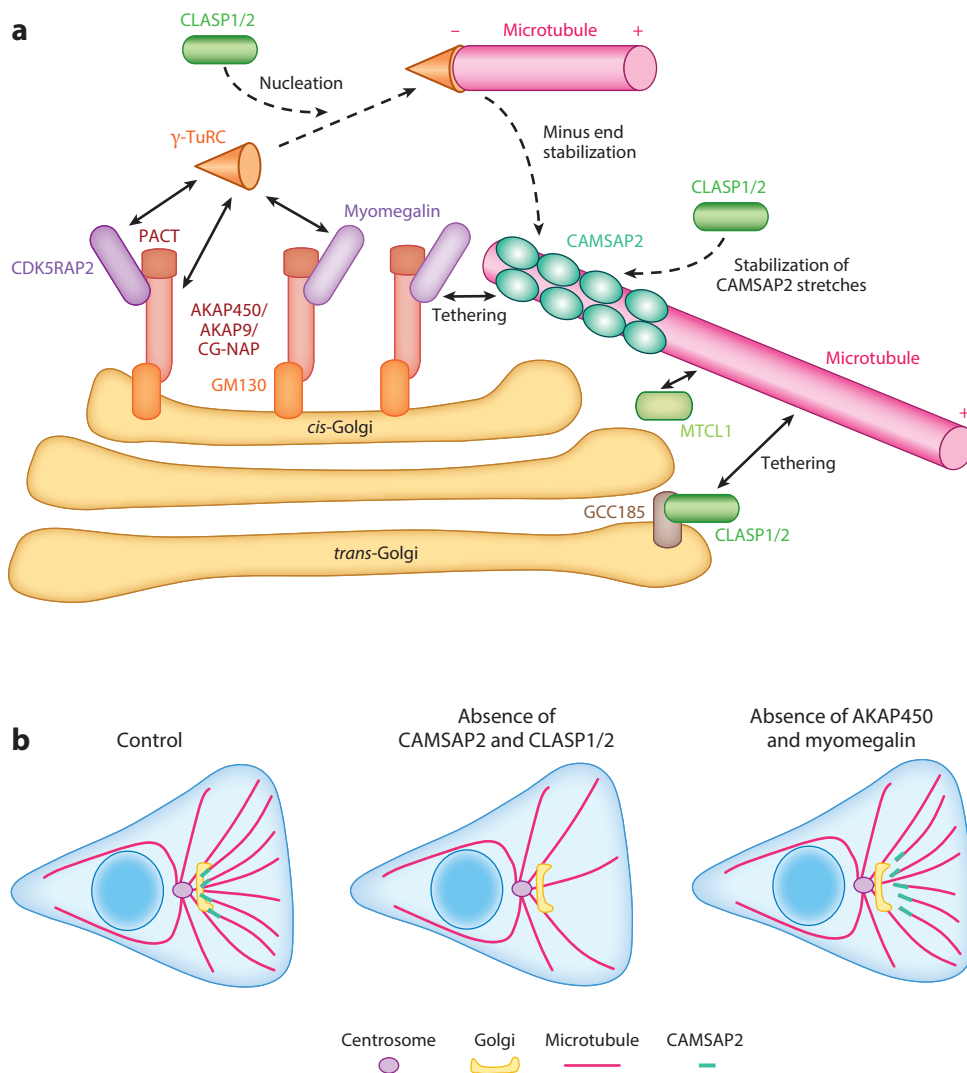 a
CLASP1/2
Nucleation
– Microtubule +
γ-TuRC
Minus end
stabilization
CLASP1/2
Myomegalin
PACT
CDK5RAP2
CAMSAP2
Stabilization of
CAMSAP2 stretches
AKAP450/
AKAP9/
CG-NAP
Tethering
GM130
Microtubule
+
cis-Golgi
MTCL1
Tethering
GCC185
CLASP1/2
trans-Golgi
b
Control
Absence of
CAMSAP2 and CLASP1/2
Absence of AKAP450
and myomegalin
Centrosome Golgi Microtubule CAMSAP2